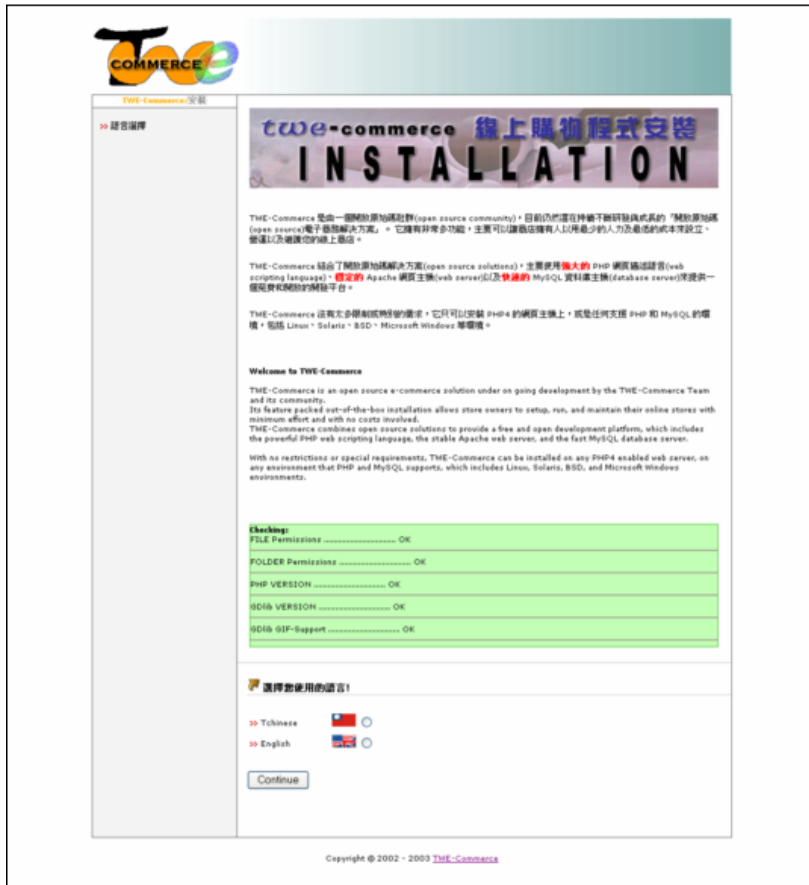 TWE
COMMERCE
TWE-Commerce/安裝
>> 語言選擇
twe-commerce 線上購物程式安裝
INSTALLATION
TWE-Commerce 是由一個開放原始碼社群(open source community)，目前仍然還在持續不斷研發與成長的「開放原始碼
(open source)電子商務解決方案」。 它擁有非常多功能，主要可以讓商店擁有人以用最少的人力及最低的成本來設立、
營運以及維護您的線上商店。
TWE-Commerce 結合了開放原始碼解決方案(open source solutions)，主要使用強大的 PHP 網頁描述語言(web
scripting language)、穩定的 Apache 網頁主機(web server)以及快速的 MySQL 資料庫主機(database server)來提供一
個免費和開放的開發平台。
TWE-Commerce 沒有太多限制或特別的需求，它只可以安裝 PHP4 的網頁主機上，或是任何支援 PHP 和 MySQL 的環
境，包括 Linux、Solaris、BSD、Microsoft Windows 等環境。
Welcome to TWE-Commerce
TWE-Commerce is an open source e-commerce solution under on going development by the TWE-Commerce Team
and its community.
Its feature packed out-of-the-box installation allows store owners to setup, run, and maintain their online stores with
minimum effort and with no costs involved.
TWE-Commerce combines open source solutions to provide a free and open development platform, which includes
the powerful PHP web scripting language, the stable Apache web server, and the fast MySQL database server.
With no restrictions or special requirements, TWE-Commerce can be installed on any PHP4 enabled web server, on
any environment that PHP and MySQL supports, which includes Linux, Solaris, BSD, and Microsoft Windows
environments.
Checking:
FILE Permissions .............................. OK
FOLDER Permissions .............................. OK
PHP VERSION .............................. OK
GDlib VERSION .............................. OK
GDlib GIF-Support .............................. OK
選擇您使用的語言!
>> Tchinese
>> English
Continue
Copyright © 2002 - 2003 TWE-Commerce